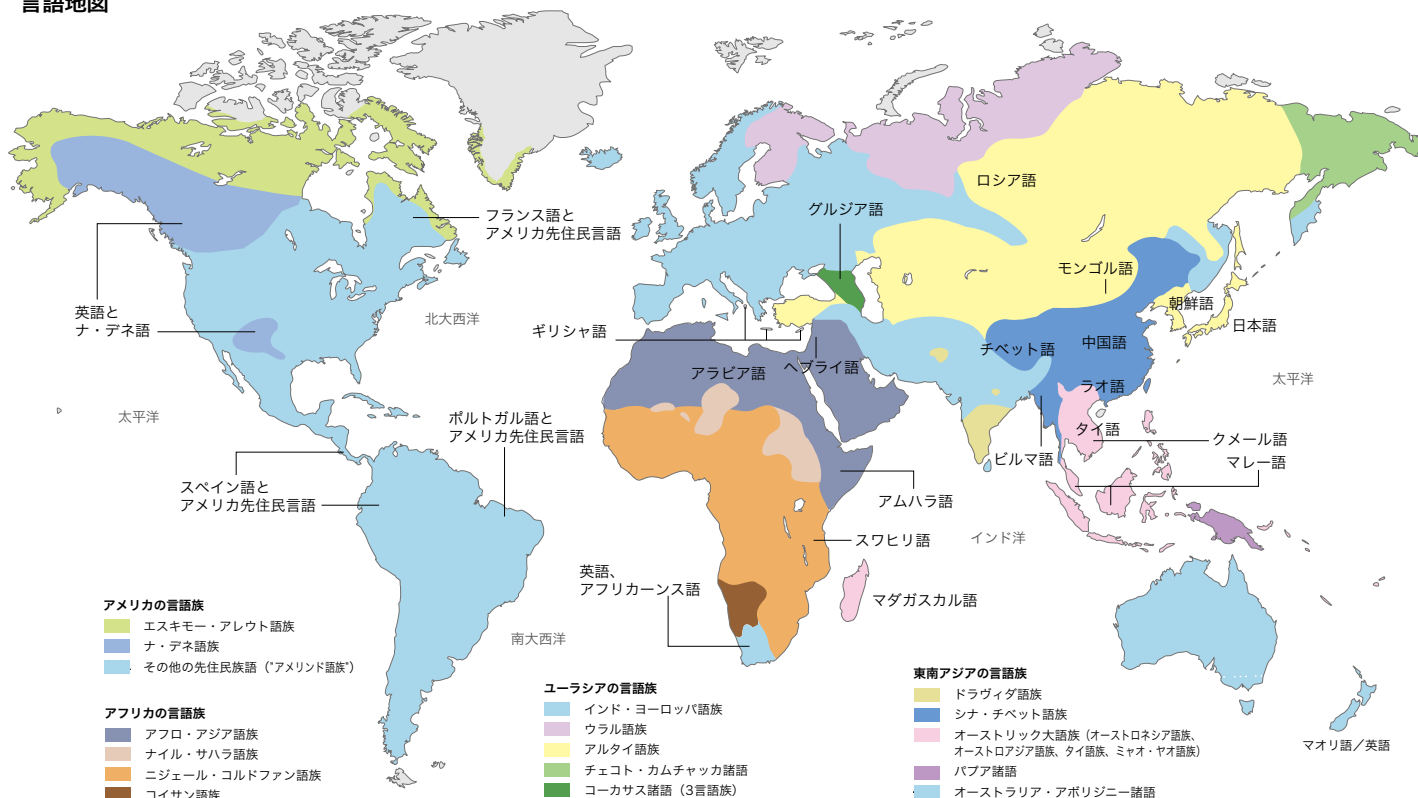 言語地図
フランス語と
アメリカ先住民言語
英語と
ナ・デネ語
北大西洋
太平洋
ポルトガル語と
アメリカ先住民言語
スペイン語と
アメリカ先住民言語
南大西洋
グルジア語
ロシア語
モンゴル語
朝鮮語
日本語
ギリシャ語
チベット語
中国語
アラビア語
ヘブライ語
ラオ語
太平洋
タイ語
クメール語
ビルマ語
マレー語
アムハラ語
スワヒリ語
インド洋
英語、
アフリカーンス語
マダガスカル語
マオリ語／英語
アメリカの言語族
エスキモー・アレウト語族
ナ・デネ語族
その他の先住民族語（"アメリンド語族"）
アフリカの言語族
アフロ・アジア語族
ナイル・サハラ語族
ニジェール・コルドファン語族
コイサン語族
ユーラシアの言語族
インド・ヨーロッパ語族
ウラル語族
アルタイ語族
チェコト・カムチャッカ諸語
コーカサス諸語（3言語族）
東南アジアの言語族
ドラヴィダ語族
シナ・チベット語族
オーストリック大語族（オーストロネシア語族、
オーストロアジア語族、タイ語族、ミャオ・ヤオ語族）
パプア諸語
オーストラリア・アボリジニー諸語